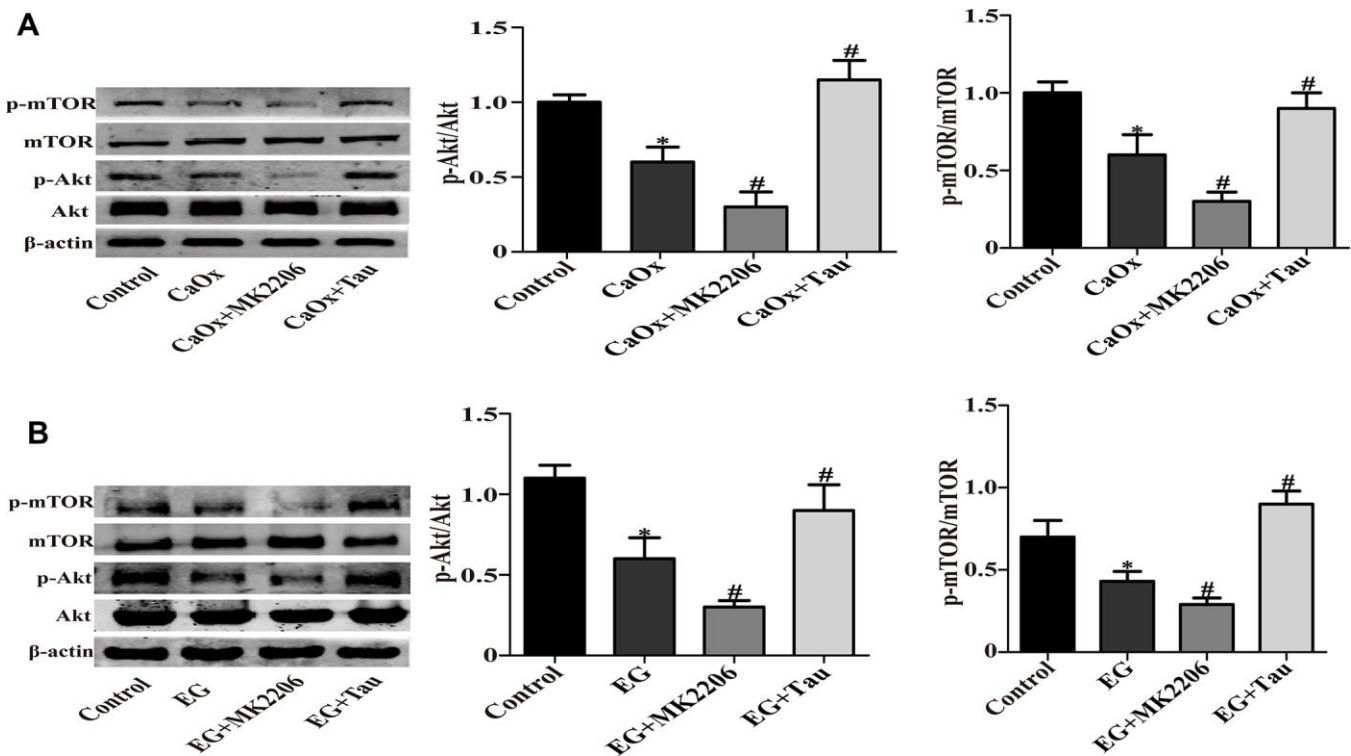 A
p-mTOR
mTOR
p-Akt
Akt
β-actin
Control
CaOx
CaOx+MK2206
CaOx+Tau
p-Akt/Akt
1.5
1.0
0.5
0
*
#
#
Control
CaOx
CaOx+MK2206
CaOx+Tau
p-mTOR/mTOR
1.5
1.0
0.5
0
*
#
#
Control
CaOx
CaOx+MK2206
CaOx+Tau
B
p-mTOR
mTOR
p-Akt
Akt
β-actin
Control
EG
EG+MK2206
EG+Tau
p-Akt/Akt
1.5
1.0
0.5
0
*
#
#
Control
EG
EG+MK2206
EG+Tau
p-mTOR/mTOR
1.5
1.0
0.5
0
*
#
#
Control
EG
EG+MK2206
EG+Tau